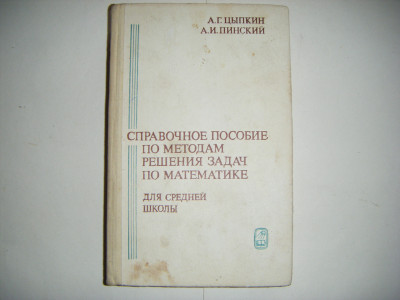 А.Г. ЦЫПКИН
А.И. ПИНСКИЙ
СПРАВОЧНОЕ ПОСОБИЕ
ПО МЕТОДАМ
РЕШЕНИЯ ЗАДАЧ
ПО МАТЕМАТИКЕ
ДЛЯ СРЕДНЕЙ
ШКОЛЫ